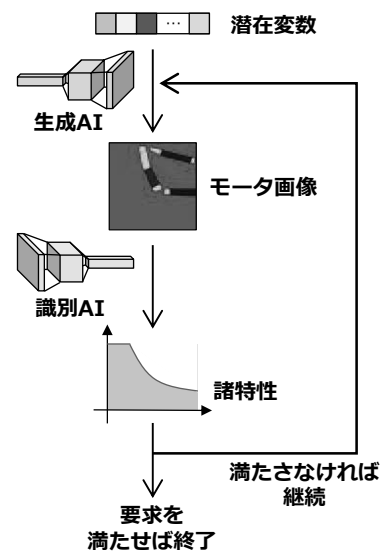 …
潜在変数
生成AI
モータ画像
識別AI
諸特性
満たさなければ
継続
要求を
満たせば終了